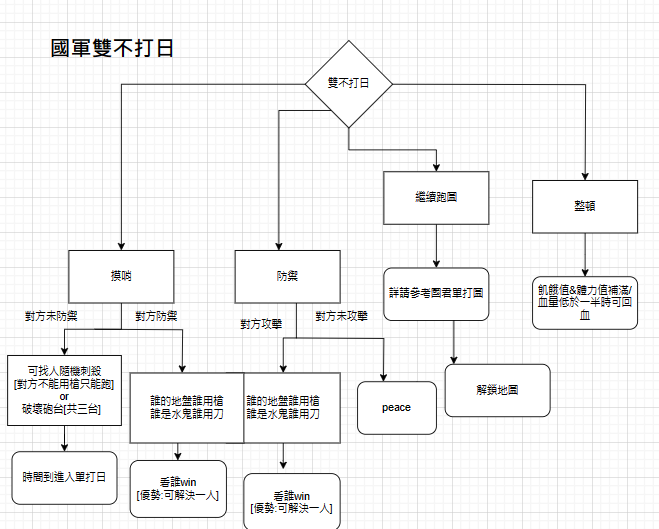 國軍雙不打日
雙不打日
繼續跑圖
整頓
摸哨
防禦
詳請參考國君單打圖
飢餓值&體力值補滿/
血量低於一半時可回
血
對方未防禦
對方防禦
對方攻擊
對方未攻擊
可找人隨機刺殺
[對方不能用槍只能跑]
or
破壞砲台[共三台]
誰的地盤誰用槍
誰是水鬼誰用刀
誰的地盤誰用槍
誰是水鬼誰用刀
peace
解鎖地圖
時間到進入單打日
看誰win
[優勢:可解決一人]
看誰win
[優勢:可解決一人]